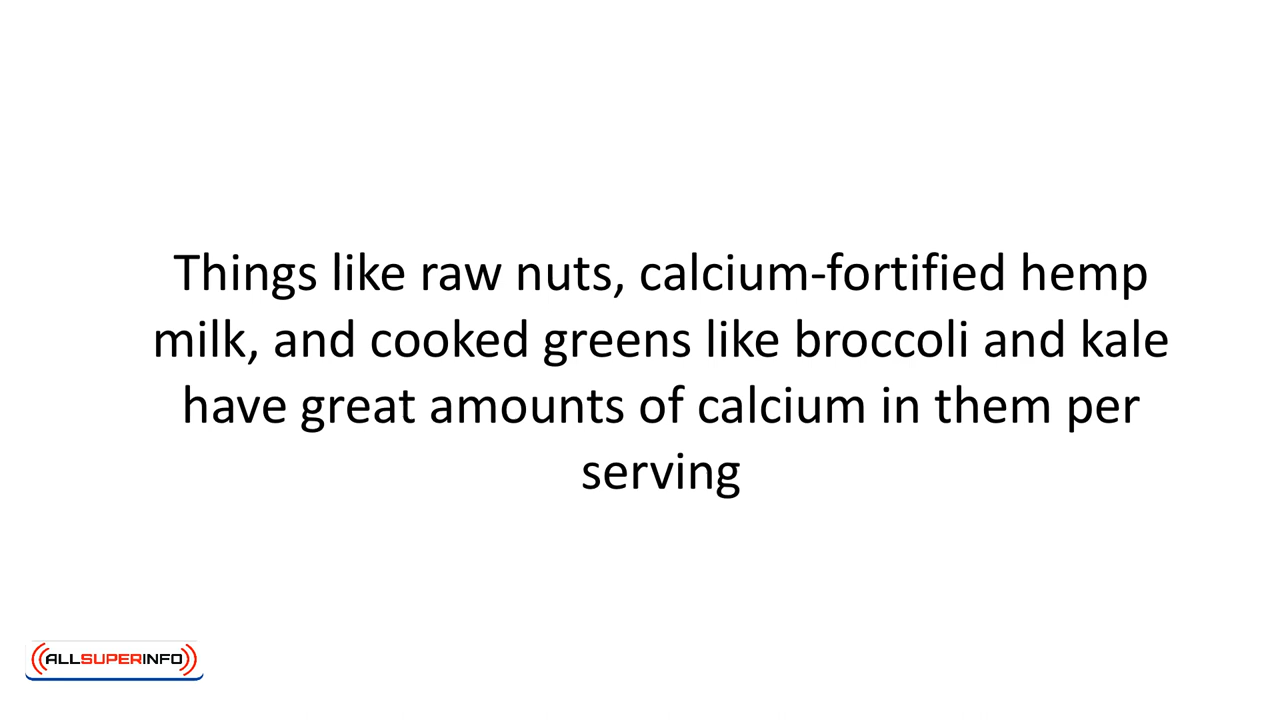 Things like raw nuts, calcium-fortified hemp
milk, and cooked greens like broccoli and kale
have great amounts of calcium in them per
serving
ALLSUPERINFO